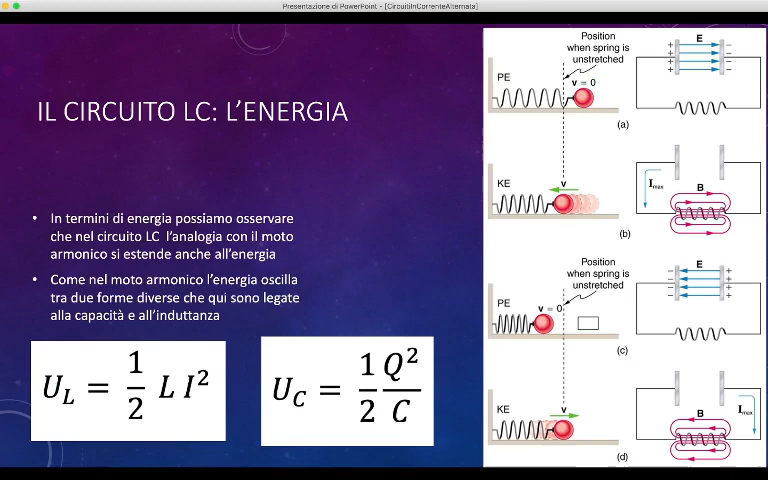 Presentazione di PowerPoint - [CircuitiInCorrenteAlternata]
IL CIRCUITO LC: L'ENERGIA
• In termini di energia possiamo osservare
che nel circuito LC l'analogia con il moto
armonico si estende anche all'energia
• Come nel moto armonico l'energia oscilla
tra due forme diverse che qui sono legate
alla capacità e all'induttanza
U_L = 1/2 L I²
U_C = 1/2 Q²/C
Position
when spring is
unstretched
PE
v = 0
E
+ −
+ −
+ −
+ −
(a)
KE
v
I_max
B
(b)
Position
when spring is
unstretched
PE
v = 0
E
− +
− +
− +
− +
(c)
KE
v
B
I_max
(d)